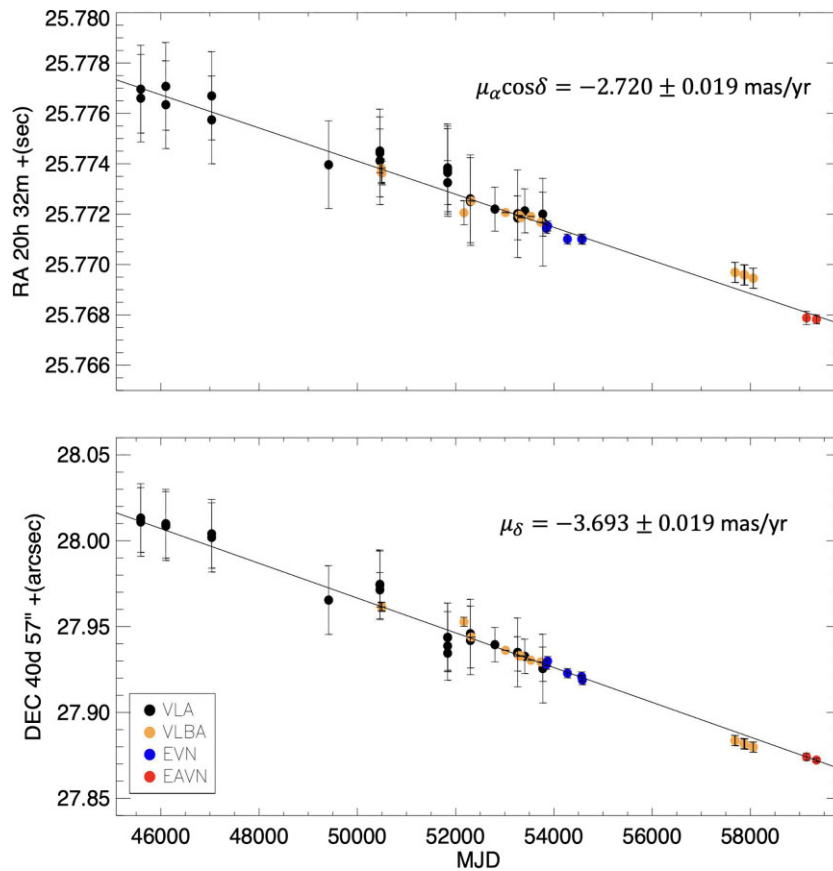 25.780
25.778
25.776
25.774
25.772
25.770
25.768
25.766
RA 20h 32m +(sec)
μαcosδ = −2.720 ± 0.019 mas/yr
28.05
28.00
27.95
27.90
27.85
DEC 40d 57" +(arcsec)
μδ = −3.693 ± 0.019 mas/yr
VLA
VLBA
EVN
EAVN
46000 48000 50000 52000 54000 56000 58000
MJD